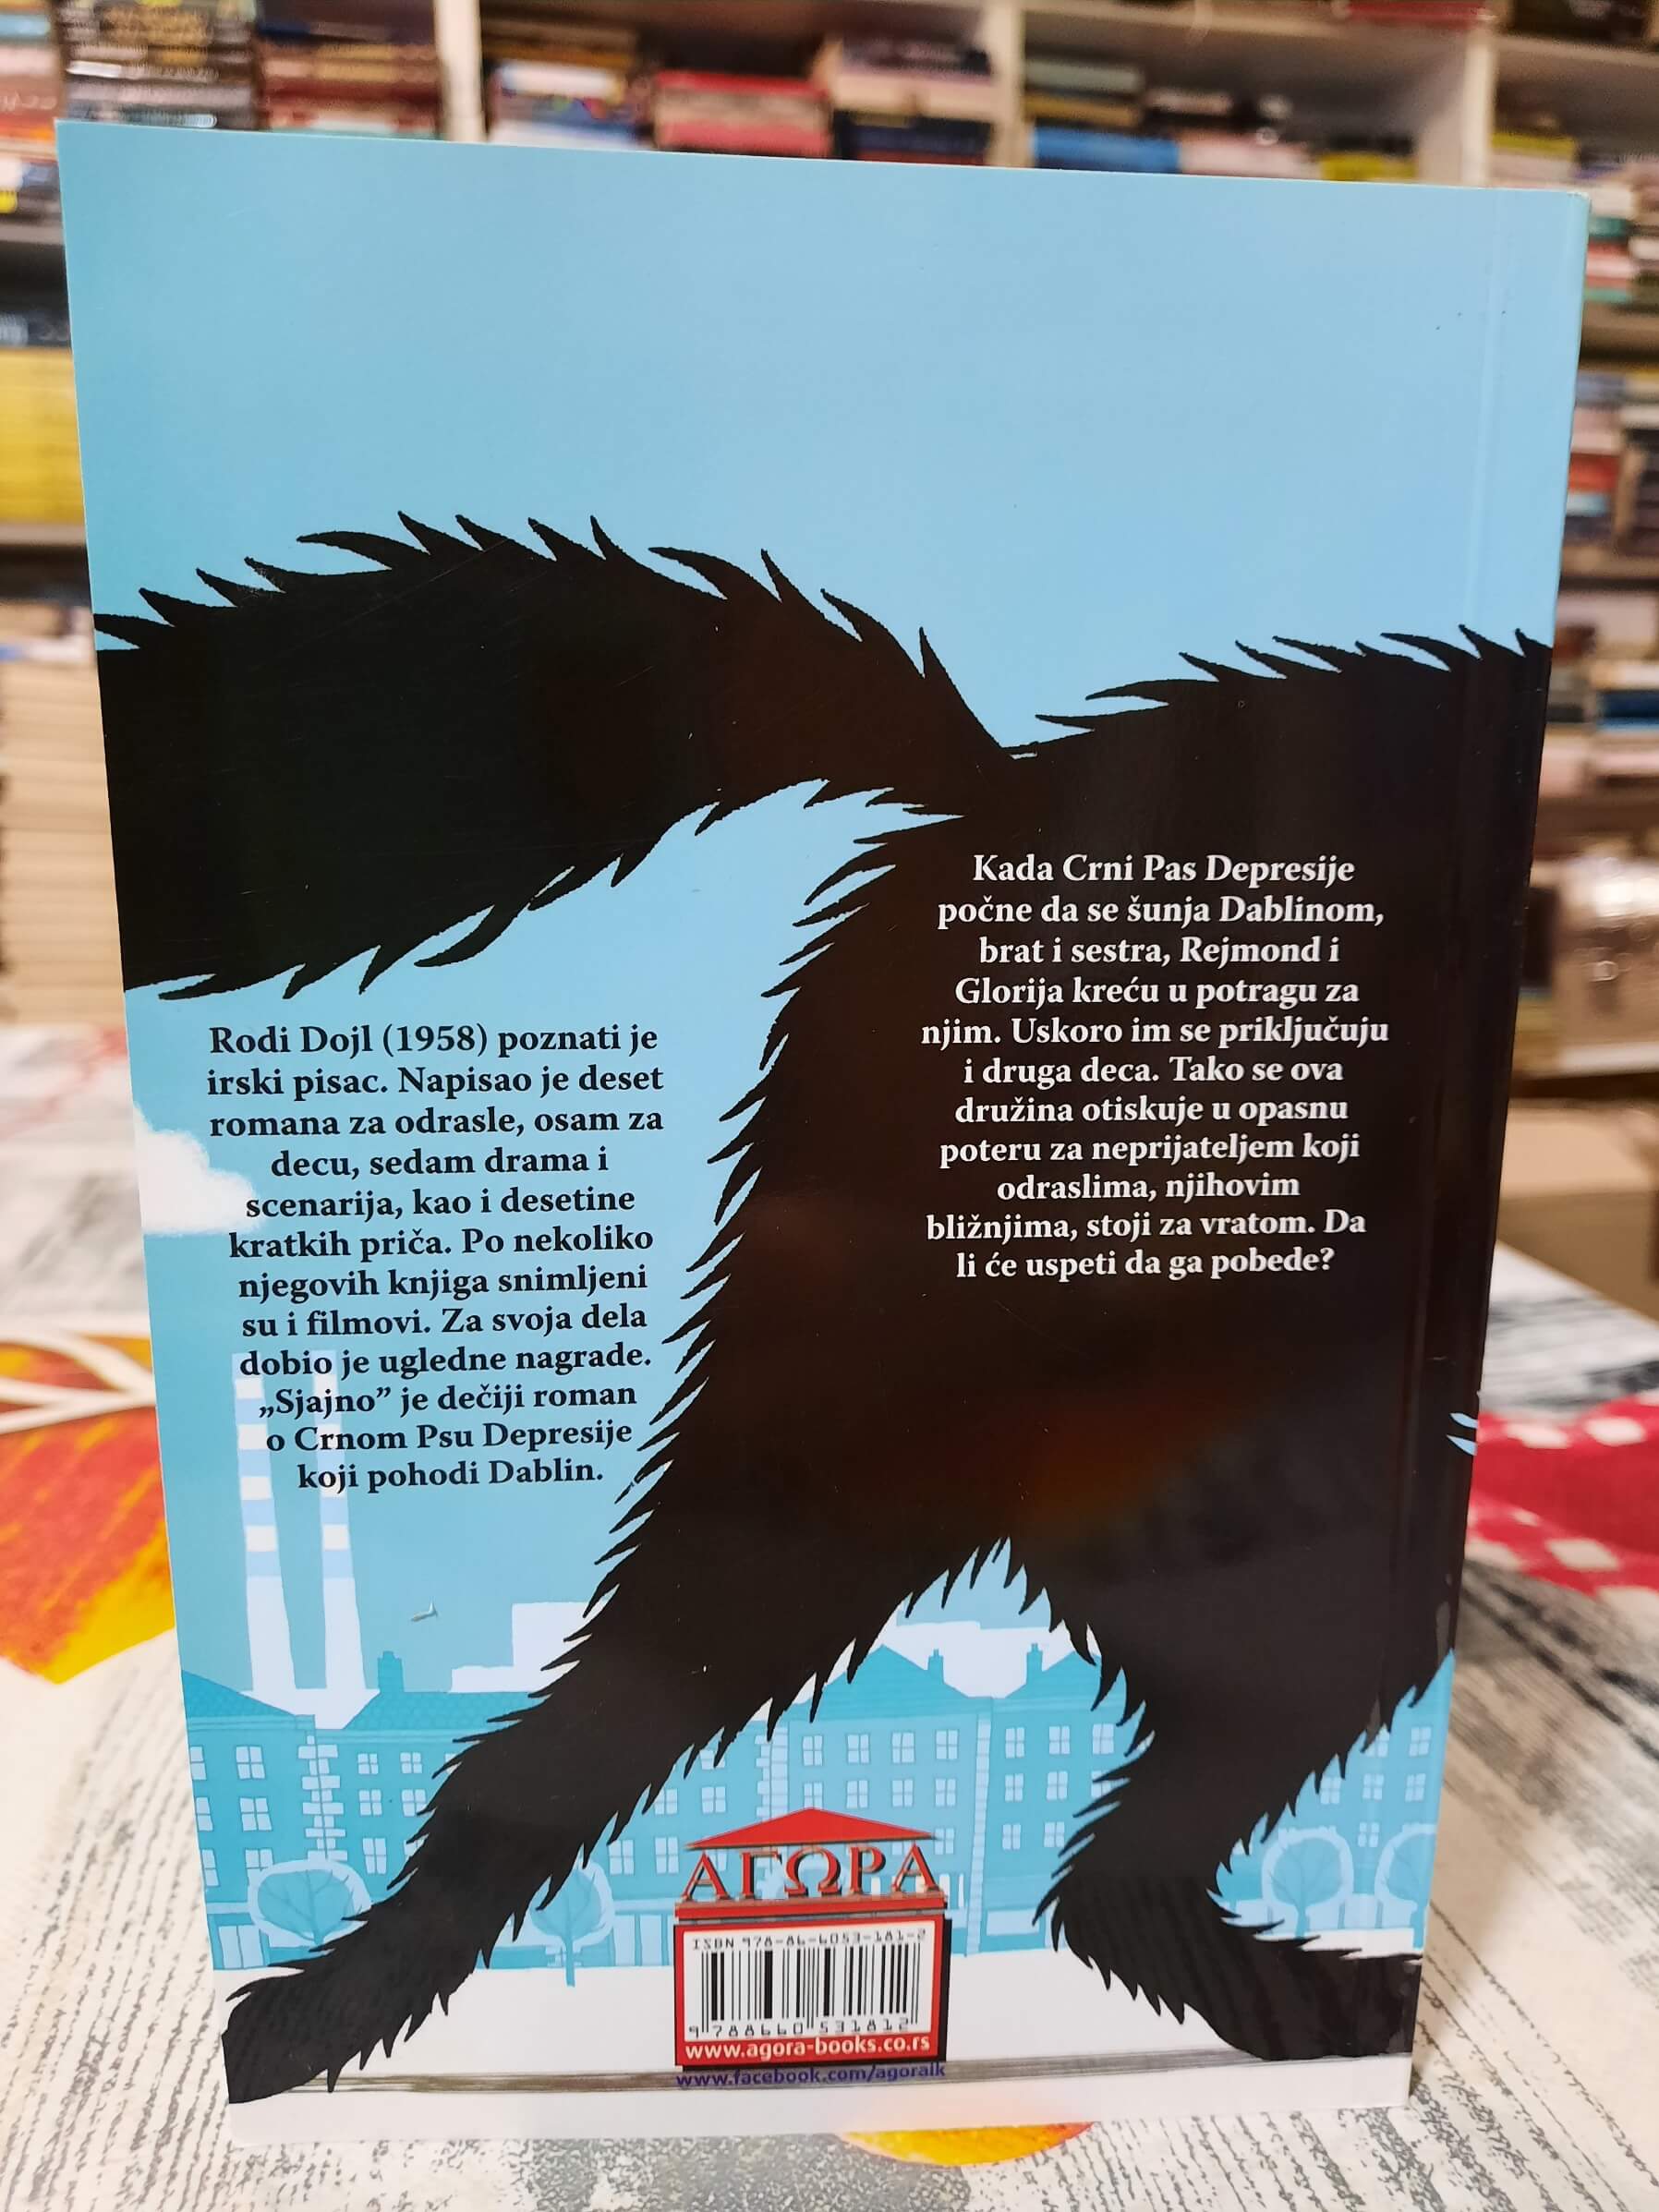 Kada Crni Pas Depresije
počne da se šunja Dablinom,
brat i sestra, Rejmond i
Glorija kreću u potragu za
njim. Uskoro im se priključuju
i druga deca. Tako se ova
družina otiskuje u opasnu
poteru za neprijateljem koji
odraslima, njihovim
bližnjima, stoji za vratom. Da
li će uspeti da ga pobede?
Rodi Dojl (1958) poznati je
irski pisac. Napisao je deset
romana za odrasle, osam za
decu, sedam drama i
scenarija, kao i desetine
kratkih priča. Po nekoliko
njegovih knjiga snimljeni
su i filmovi. Za svoja dela
dobio je ugledne nagrade.
„Sjajno” je dečiji roman
o Crnom Psu Depresije
koji pohodi Dablin.
ΑΓΩΡΑ
ISBN 978-86-6053-181-2
9 788660 531812
www.agora-books.co.rs
www.facebook.com/agoraik